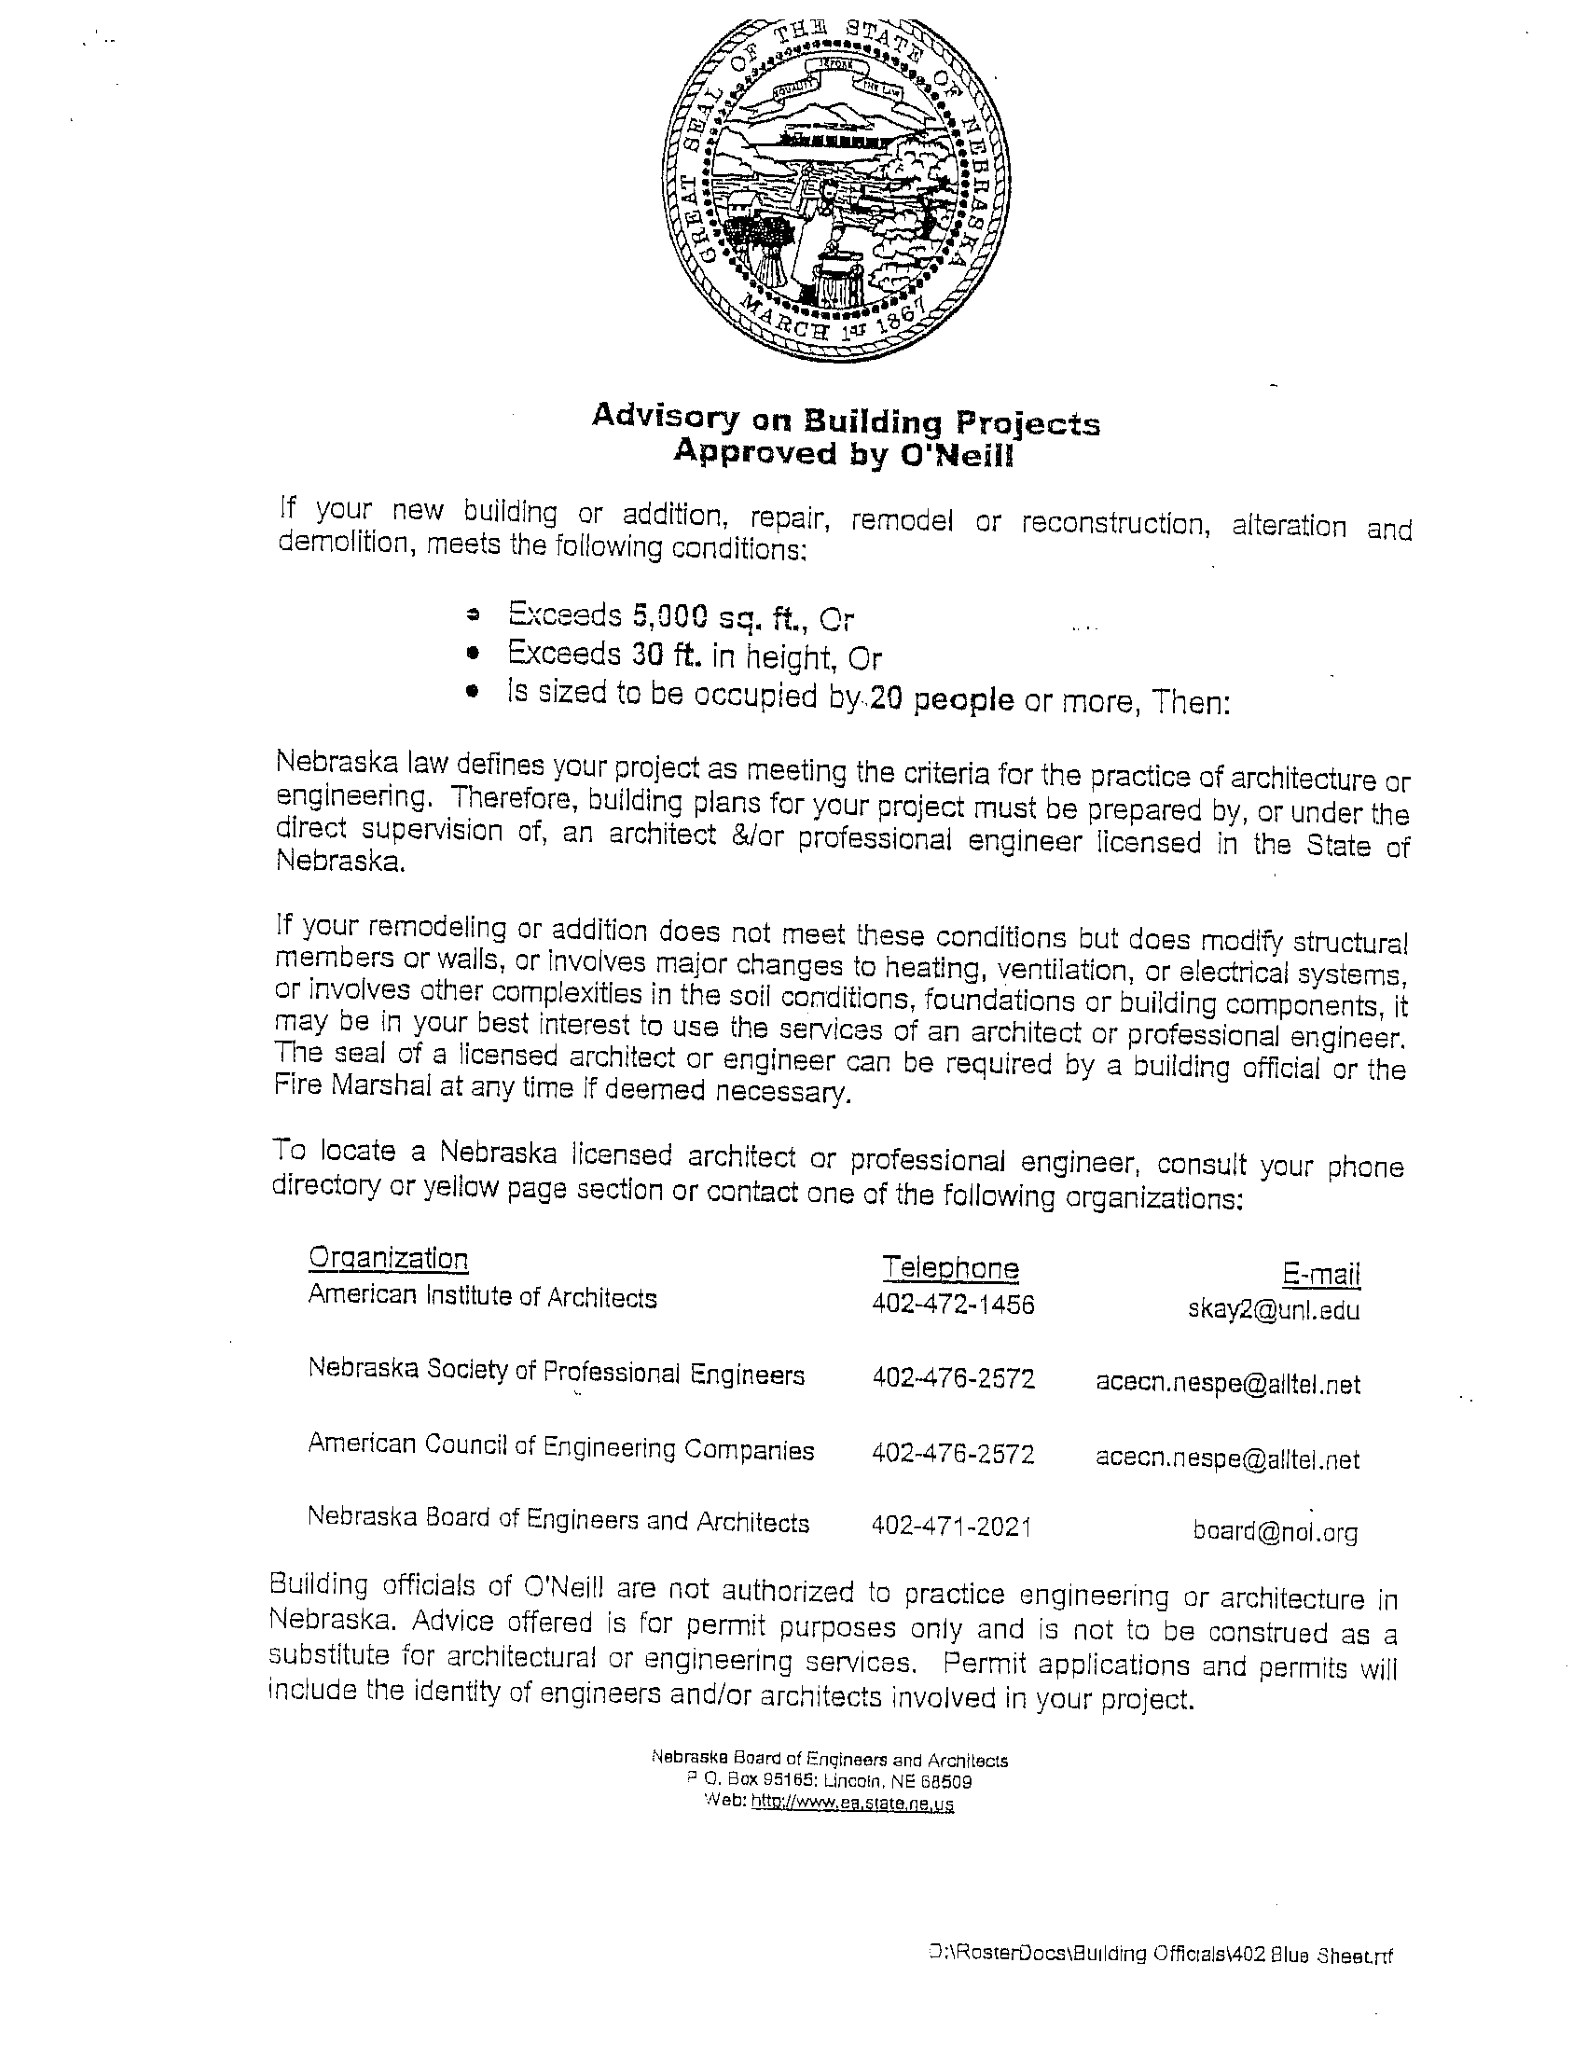 GREAT SEAL OF THE STATE OF NEBRASKA
EQUALITY BEFORE THE LAW
MARCH 1ST 1867
Advisory on Building Projects
Approved by O'Neill
If your new building or addition, repair, remodel or reconstruction, alteration and
demolition, meets the following conditions:
• Exceeds 5,000 sq. ft., Or
• Exceeds 30 ft. in height, Or
• Is sized to be occupied by 20 people or more, Then:
Nebraska law defines your project as meeting the criteria for the practice of architecture or
engineering. Therefore, building plans for your project must be prepared by, or under the
direct supervision of, an architect &/or professional engineer licensed in the State of
Nebraska.
If your remodeling or addition does not meet these conditions but does modify structural
members or walls, or involves major changes to heating, ventilation, or electrical systems,
or involves other complexities in the soil conditions, foundations or building components, it
may be in your best interest to use the services of an architect or professional engineer.
The seal of a licensed architect or engineer can be required by a building official or the
Fire Marshal at any time if deemed necessary.
To locate a Nebraska licensed architect or professional engineer, consult your phone
directory or yellow page section or contact one of the following organizations:
Organization Telephone E-mail
American Institute of Architects 402-472-1456 skay2@unl.edu
Nebraska Society of Professional Engineers 402-476-2572 acecn.nespe@alltel.net
American Council of Engineering Companies 402-476-2572 acecn.nespe@alltel.net
Nebraska Board of Engineers and Architects 402-471-2021 board@nol.org
Building officials of O'Neill are not authorized to practice engineering or architecture in
Nebraska. Advice offered is for permit purposes only and is not to be construed as a
substitute for architectural or engineering services. Permit applications and permits will
include the identity of engineers and/or architects involved in your project.
Nebraska Board of Engineers and Architects
P.O. Box 95165; Lincoln, NE 68509
Web: http://www.ea.state.ne.us
D:\RosterDocs\Building Officials\402 Blue Sheet.rtf